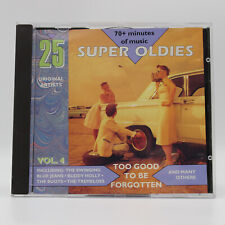 70+ minutes
of music
25
ORIGINAL
ARTISTS
SUPER OLDIES
VOL. 4
INCLUDING: THE SWINGING
BLUE JEANS • BUDDY HOLLY •
THE BUOYS • THE TREMELOES
TOO GOOD
TO BE
FORGOTTEN
AND MANY
OTHERS